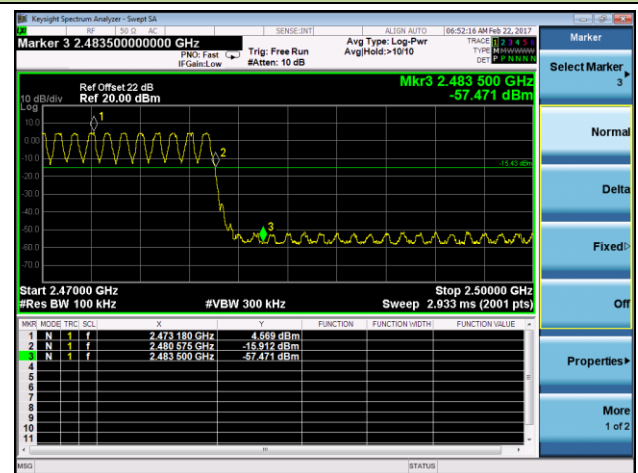 Keysight Spectrum Analyzer - Swept SA
RF 50 Ω AC SENSE:INT ALIGN AUTO 06:52:16 AM Feb 22, 2017
Marker 3 2.483500000000 GHz
PNO: Fast
IFGain:Low
Trig: Free Run
#Atten: 10 dB
Avg Type: Log-Pwr
Avg|Hold:>10/10
TRACE 1 2 3 4 5 6
TYPE MWWWWW
DET P P N N N N
Ref Offset 22 dB
Ref 20.00 dBm
10 dB/div
Log
Mkr3 2.483 500 GHz
-57.471 dBm
10.0
0.00
-10.0
-20.0
-30.0
-40.0
-50.0
-60.0
-70.0
1
2
3
-15.43 dBm
Start 2.47000 GHz
Stop 2.50000 GHz
#Res BW 100 kHz
#VBW 300 kHz
Sweep 2.933 ms (2001 pts)
MKR MODE TRC SCL X Y FUNCTION FUNCTION WIDTH FUNCTION VALUE
1 N 1 f 2.473 180 GHz 4.569 dBm
2 N 1 f 2.480 575 GHz -15.912 dBm
3 N 1 f 2.483 500 GHz -57.471 dBm
4
5
6
7
8
9
10
11
MSG
STATUS
Marker
Select Marker
3
Normal
Delta
Fixed
Off
Properties
More
1 of 2